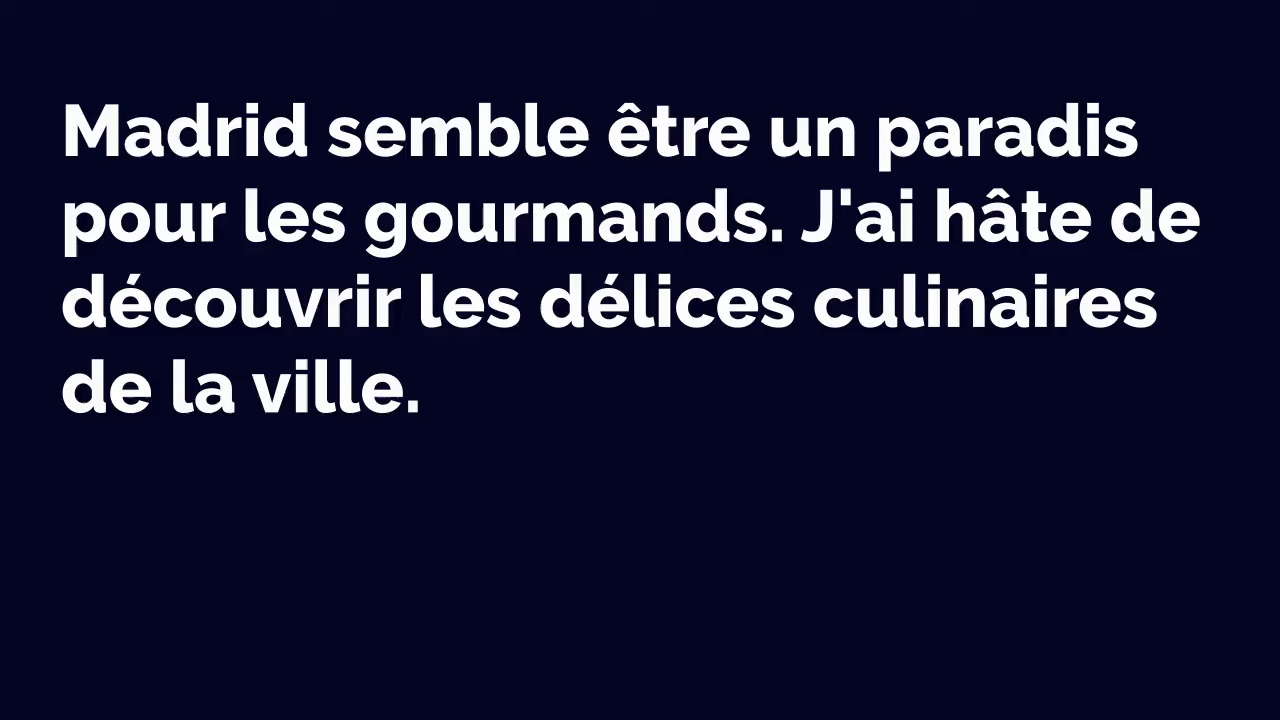 Madrid semble être un paradis
pour les gourmands. J'ai hâte de
découvrir les délices culinaires
de la ville.